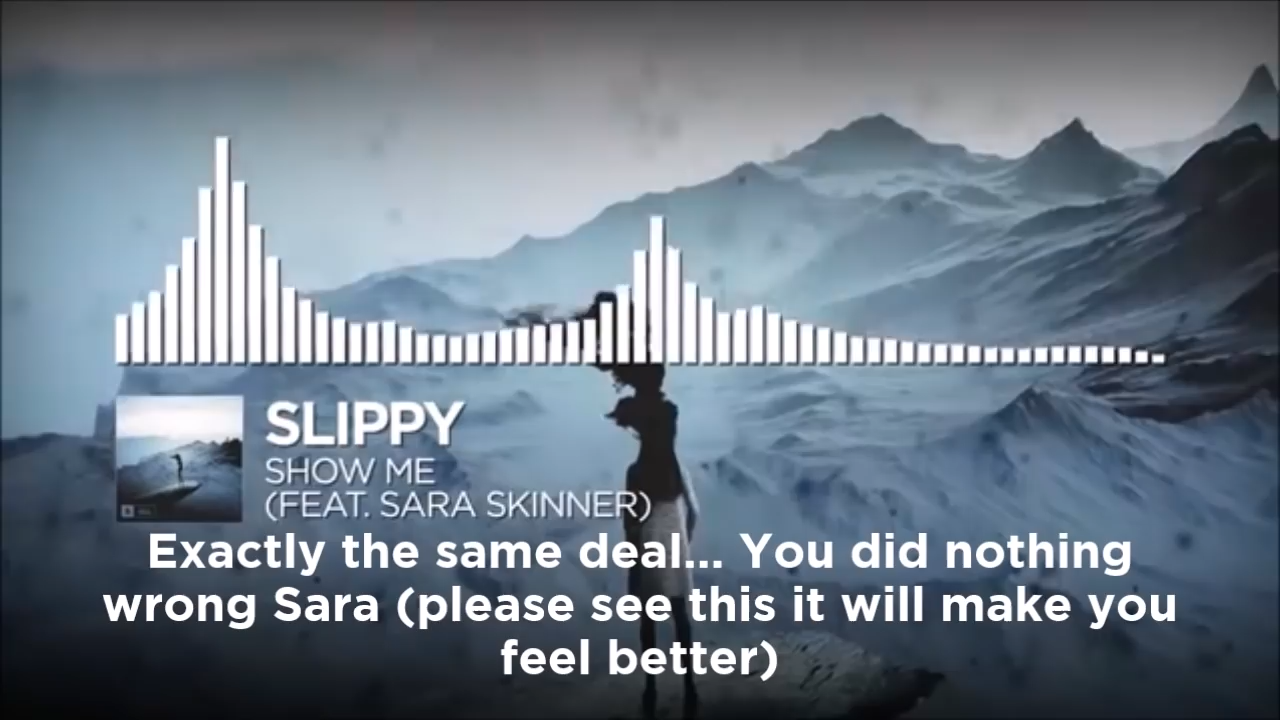 SLIPPY
SHOW ME
(FEAT. SARA SKINNER)
Exactly the same deal... You did nothing
wrong Sara (please see this it will make you
feel better)